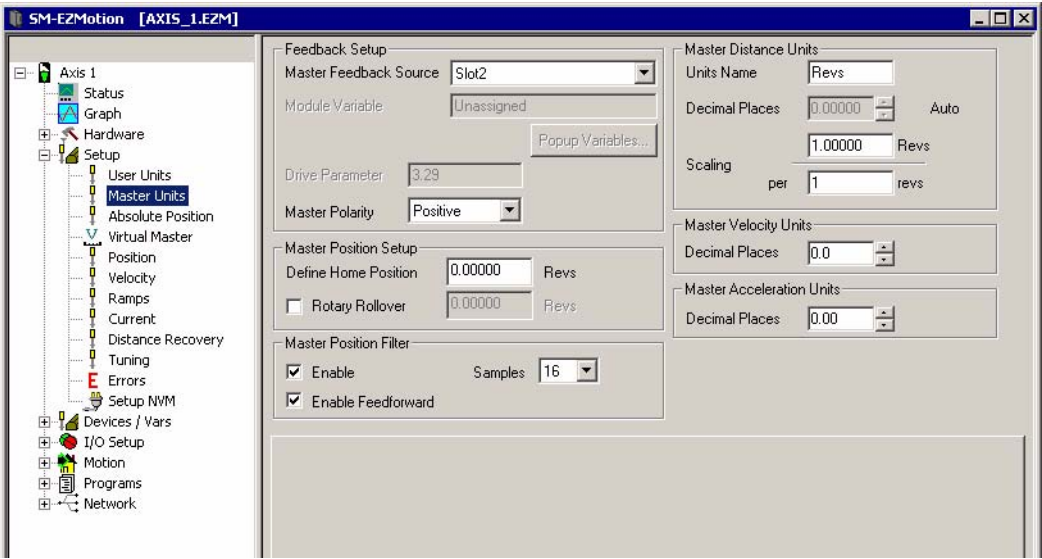 SM-EZMotion [AXIS_1.EZM]
Axis 1
Status
Graph
Hardware
Setup
User Units
Master Units
Absolute Position
Virtual Master
Position
Velocity
Ramps
Current
Distance Recovery
Tuning
E Errors
Setup NVM
Devices / Vars
I/O Setup
Motion
Programs
Network
Feedback Setup
Master Feedback Source Slot2
Module Variable Unassigned
Popup Variables...
Drive Parameter 3.29
Master Polarity Positive
Master Position Setup
Define Home Position 0.00000 Revs
Rotary Rollover 0.00000 Revs
Master Position Filter
Enable Samples 16
Enable Feedforward
Master Distance Units
Units Name Revs
Decimal Places 0.00000 Auto
1.00000 Revs
Scaling
per 1 revs
Master Velocity Units
Decimal Places 0.0
Master Acceleration Units
Decimal Places 0.00